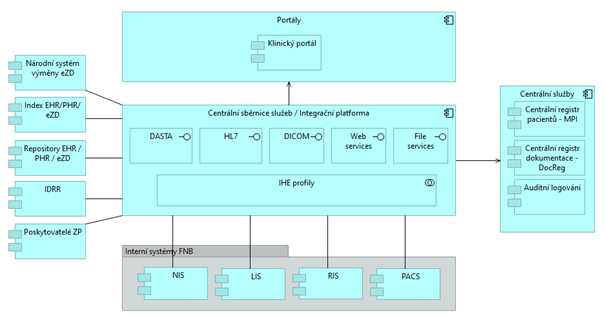 Portály
Klinický portál
Národní systém
výměny eZD
Index EHR/PHR/
eZD
Repository EHR /
PHR / eZD
IDRR
Poskytovatelé ZP
Centrální sběrnice služeb / Integrační platforma
DASTA
HL7
DICOM
Web
services
File
services
IHE profily
Centrální služby
Centrální registr
pacientů - MPI
Centrální registr
dokumentace -
DocReg
Auditní logování
Interní systémy FNB
NIS
LIS
RIS
PACS